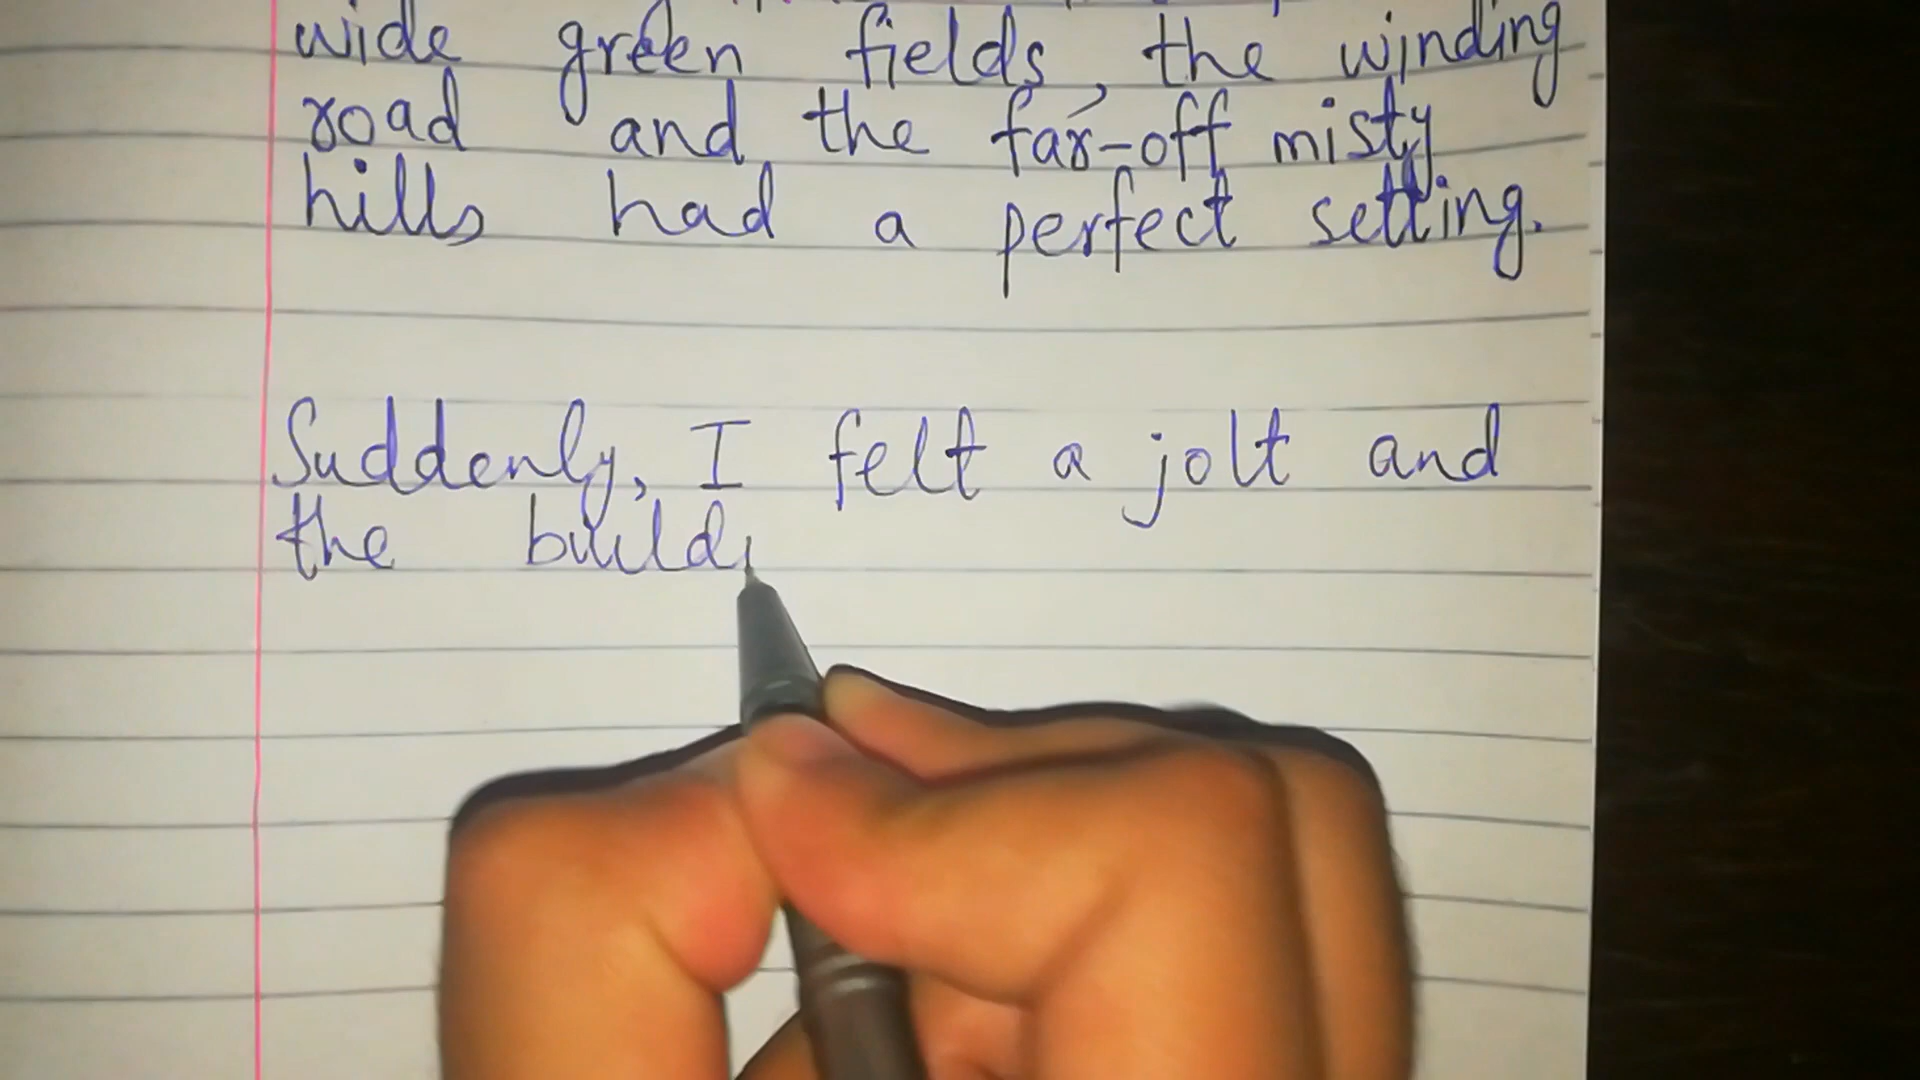 wide green fields, the winding
road and the far-off misty
hills had a perfect setting.
Suddenly, I felt a jolt and
the buildi